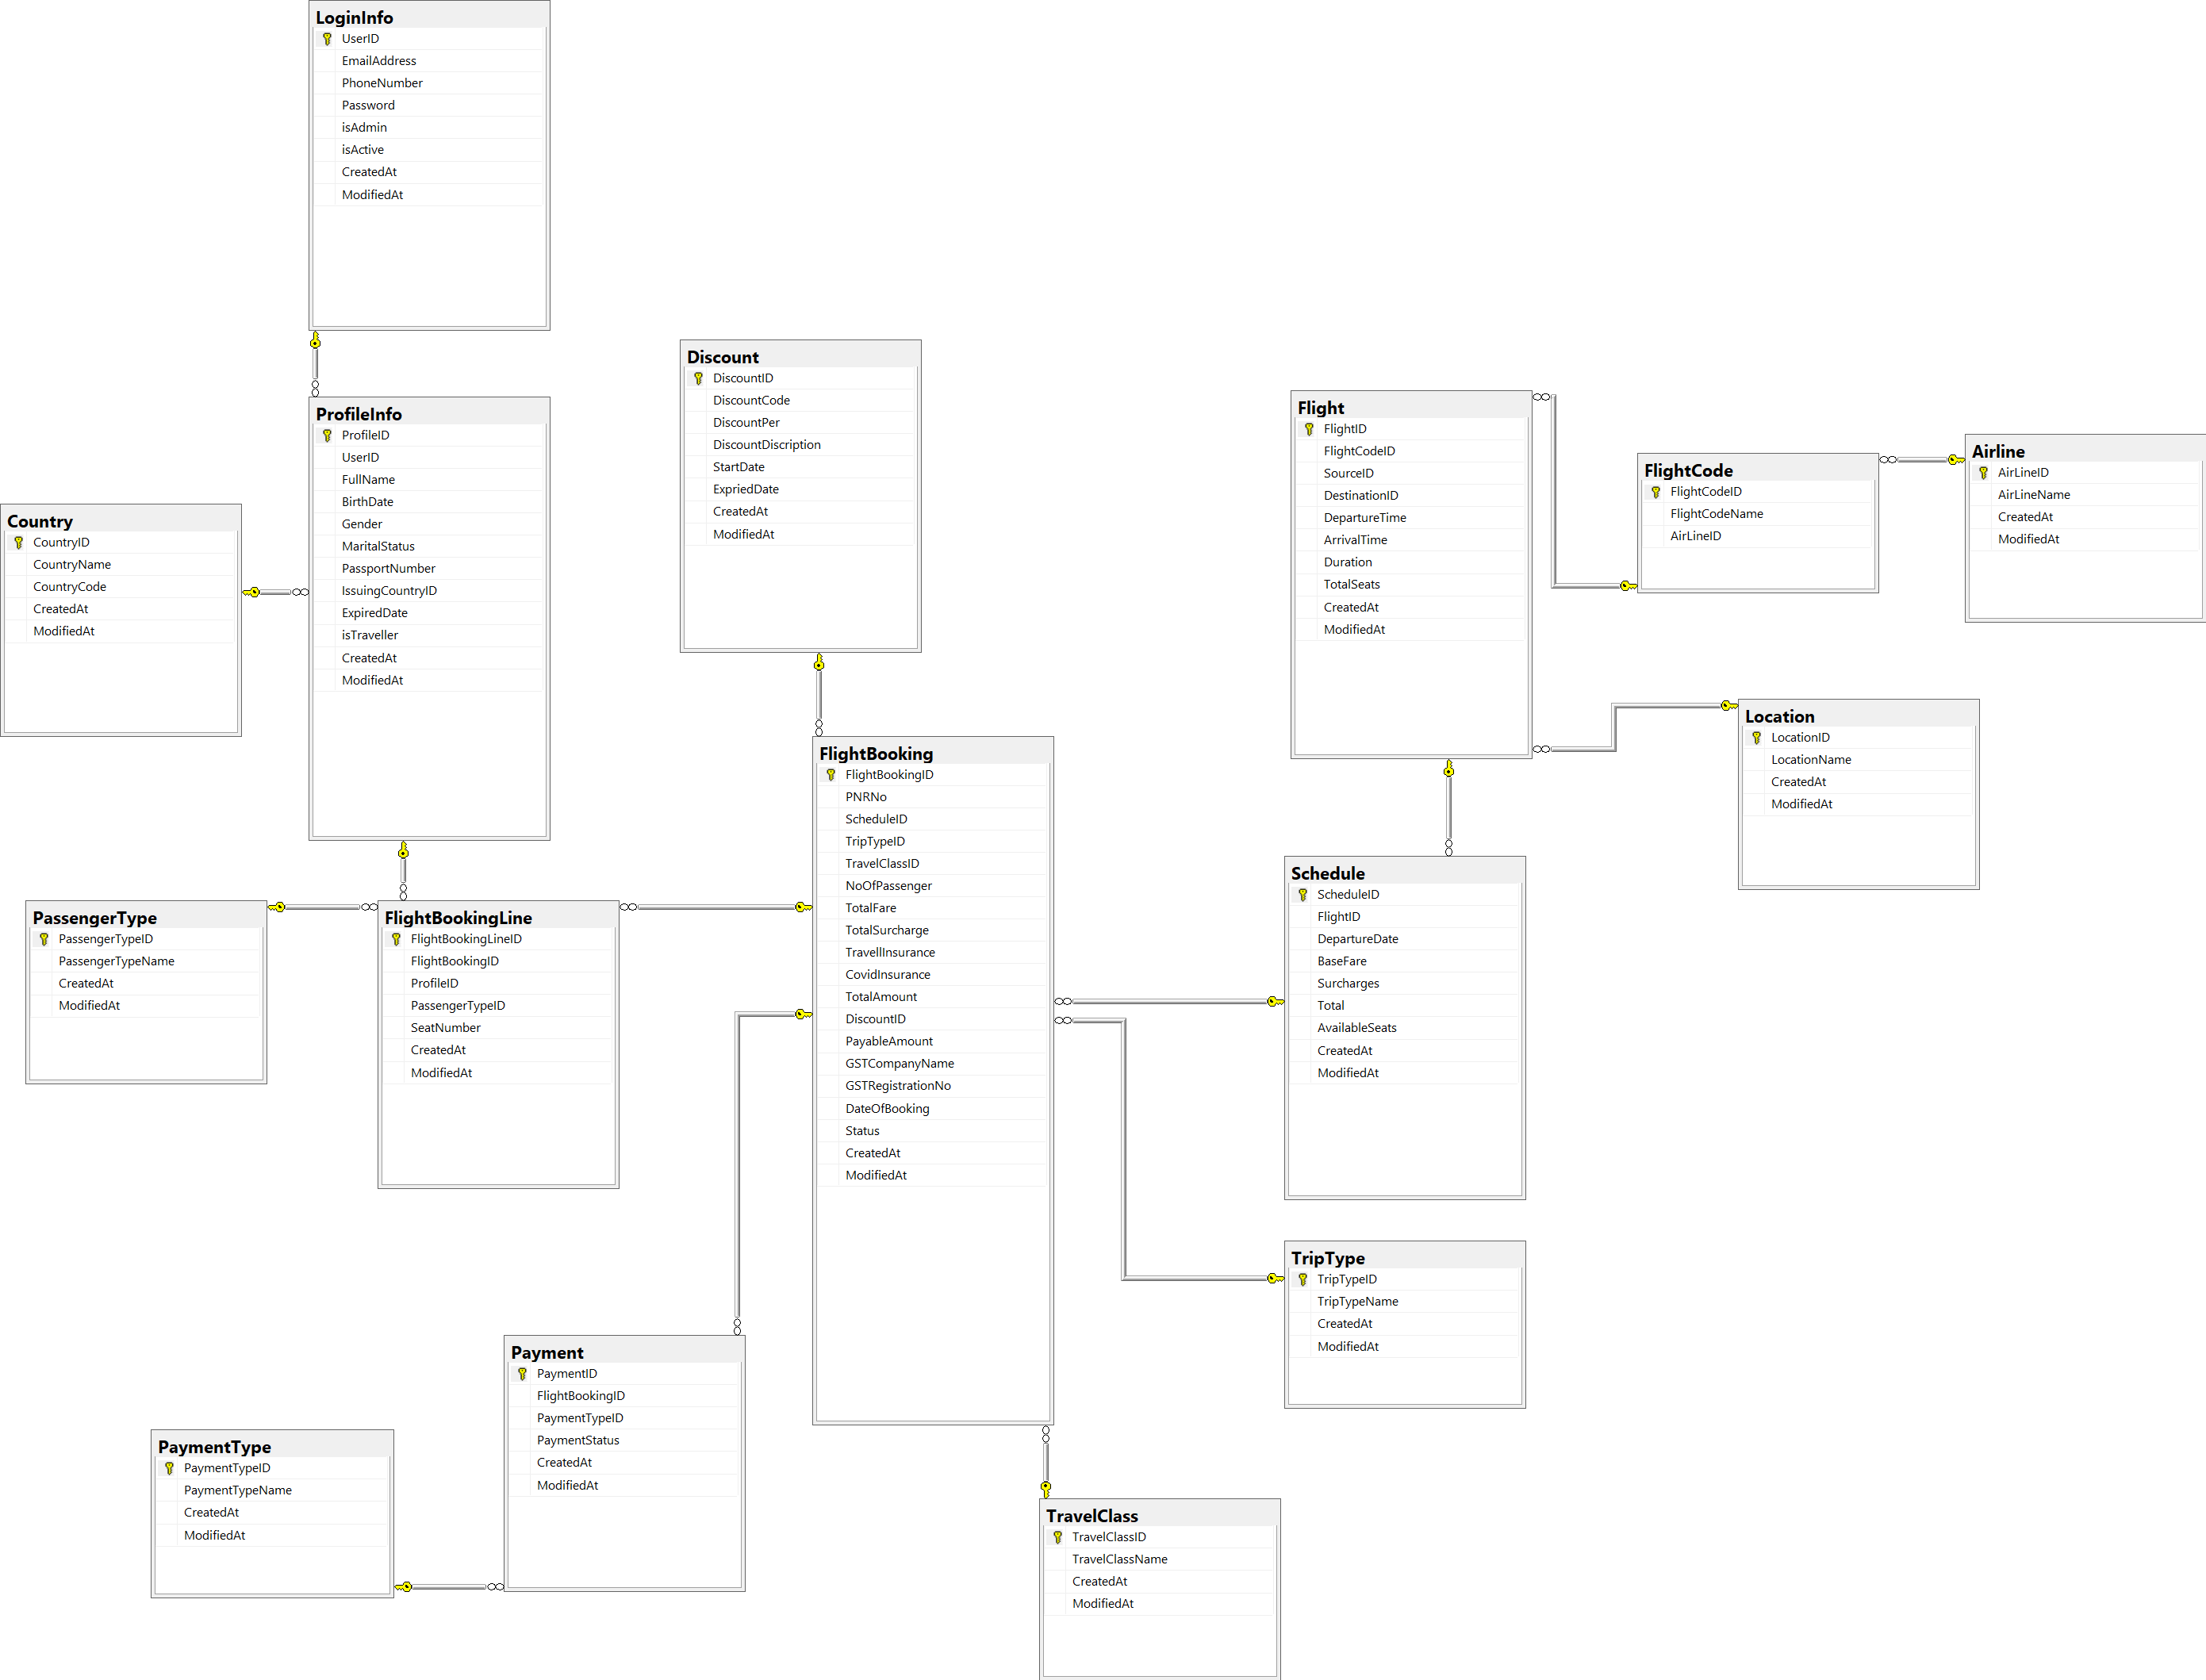 LoginInfo
UserID
EmailAddress
PhoneNumber
Password
isAdmin
isActive
CreatedAt
ModifiedAt
ProfileInfo
ProfileID
UserID
FullName
BirthDate
Gender
MaritalStatus
PassportNumber
IssuingCountryID
ExpiredDate
isTraveller
CreatedAt
ModifiedAt
Country
CountryID
CountryName
CountryCode
CreatedAt
ModifiedAt
Discount
DiscountID
DiscountCode
DiscountPer
DiscountDiscription
StartDate
ExpriedDate
CreatedAt
ModifiedAt
Flight
FlightID
FlightCodeID
SourceID
DestinationID
DepartureTime
ArrivalTime
Duration
TotalSeats
CreatedAt
ModifiedAt
FlightCode
FlightCodeID
FlightCodeName
AirLineID
Airline
AirLineID
AirLineName
CreatedAt
ModifiedAt
Location
LocationID
LocationName
CreatedAt
ModifiedAt
FlightBooking
FlightBookingID
PNRNo
ScheduleID
TripTypeID
TravelClassID
NoOfPassenger
TotalFare
TotalSurcharge
TravellInsurance
CovidInsurance
TotalAmount
DiscountID
PayableAmount
GSTCompanyName
GSTRegistrationNo
DateOfBooking
Status
CreatedAt
ModifiedAt
Schedule
ScheduleID
FlightID
DepartureDate
BaseFare
Surcharges
Total
AvailableSeats
CreatedAt
ModifiedAt
PassengerType
PassengerTypeID
PassengerTypeName
CreatedAt
ModifiedAt
FlightBookingLine
FlightBookingLineID
FlightBookingID
ProfileID
PassengerTypeID
SeatNumber
CreatedAt
ModifiedAt
TripType
TripTypeID
TripTypeName
CreatedAt
ModifiedAt
Payment
PaymentID
FlightBookingID
PaymentTypeID
PaymentStatus
CreatedAt
ModifiedAt
PaymentType
PaymentTypeID
PaymentTypeName
CreatedAt
ModifiedAt
TravelClass
TravelClassID
TravelClassName
CreatedAt
ModifiedAt